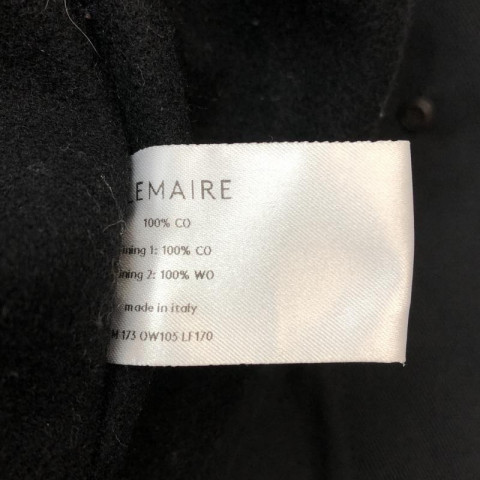 LEMAIRE
100% CO
ining 1: 100% CO
ining 2: 100% WO
made in italy
M 173 OW105 LF170